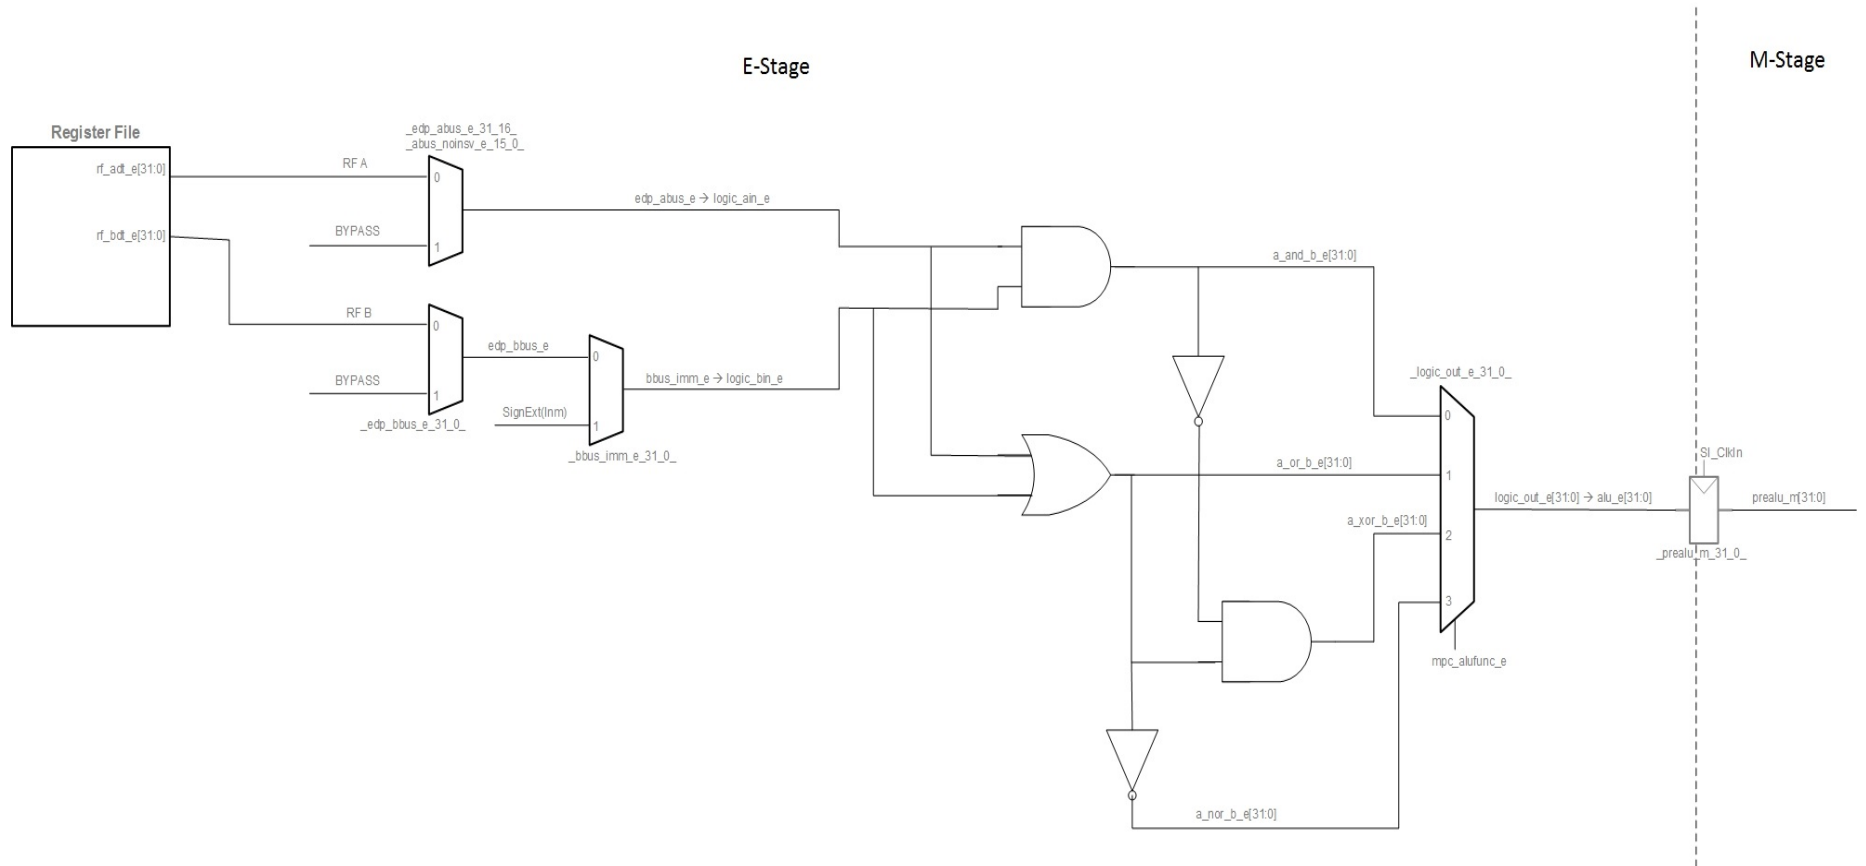 E-Stage
M-Stage
Register File
rf_adt_e[31:0]
rf_bdt_e[31:0]
RF A
BYPASS
_edp_abus_e_31_16_
_abus_noinsv_e_15_0_
0
1
edp_abus_e → logic_ain_e
RF B
BYPASS
0
1
_edp_bbus_e_31_0_
edp_bbus_e
SignExt(Inm)
0
1
_bbus_imm_e_31_0_
bbus_imm_e → logic_bin_e
a_and_b_e[31:0]
a_or_b_e[31:0]
a_xor_b_e[31:0]
a_nor_b_e[31:0]
_logic_out_e_31_0_
0
1
2
3
mpc_alufunc_e
logic_out_e[31:0] → alu_e[31:0]
SI_ClkIn
_prealu_m_31_0_
prealu_m[31:0]